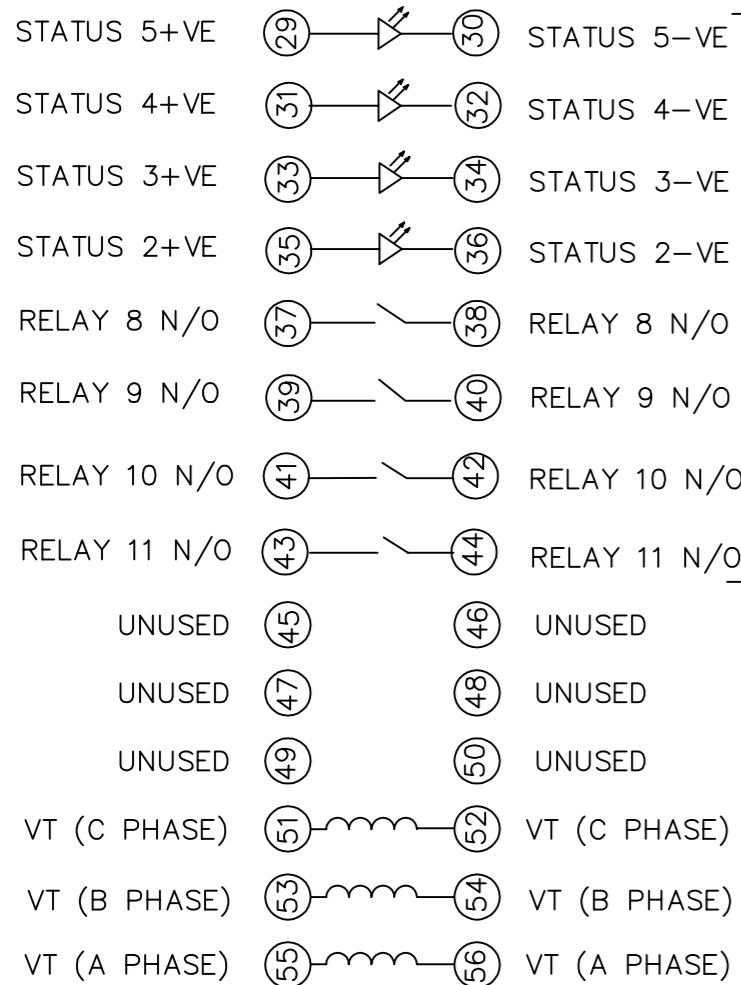 STATUS 5+VE 29 30 STATUS 5–VE
STATUS 4+VE 31 32 STATUS 4–VE
STATUS 3+VE 33 34 STATUS 3–VE
STATUS 2+VE 35 36 STATUS 2–VE
RELAY 8 N/O 37 38 RELAY 8 N/O
RELAY 9 N/O 39 40 RELAY 9 N/O
RELAY 10 N/O 41 42 RELAY 10 N/O
RELAY 11 N/O 43 44 RELAY 11 N/O
UNUSED 45 46 UNUSED
UNUSED 47 48 UNUSED
UNUSED 49 50 UNUSED
VT (C PHASE) 51 52 VT (C PHASE)
VT (B PHASE) 53 54 VT (B PHASE)
VT (A PHASE) 55 56 VT (A PHASE)